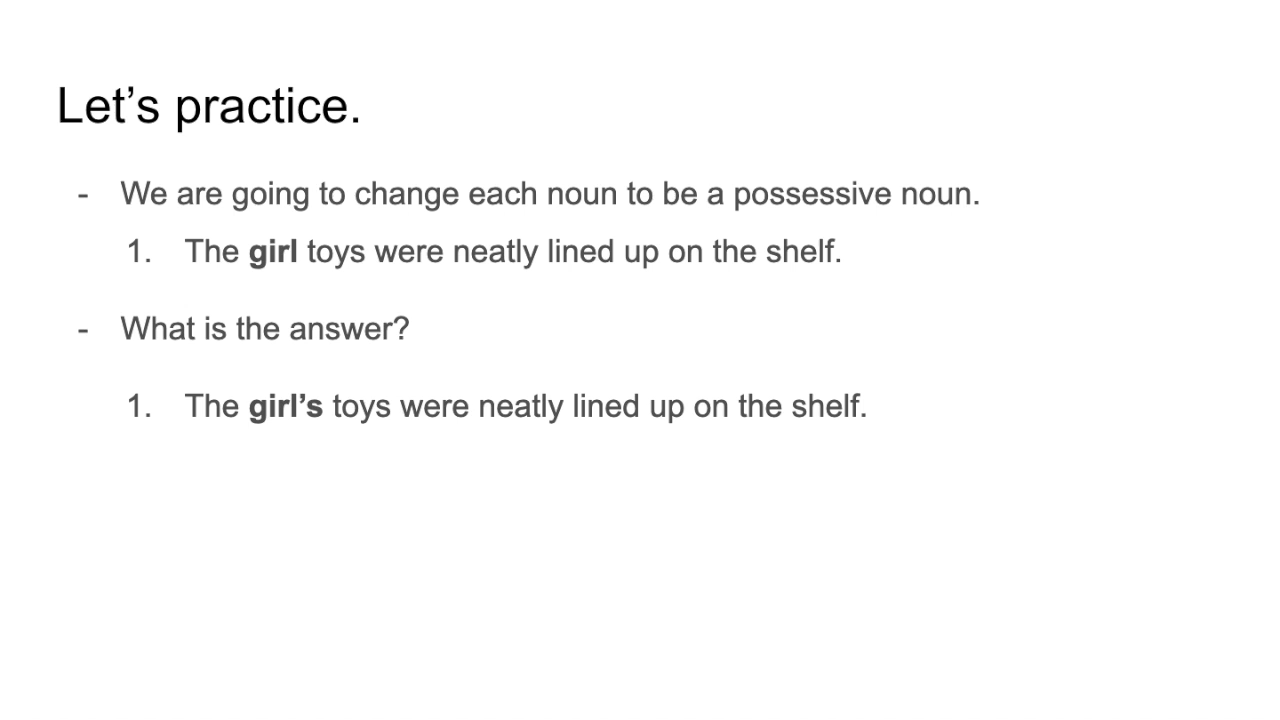 Let’s practice.
- We are going to change each noun to be a possessive noun.
1. The girl toys were neatly lined up on the shelf.
- What is the answer?
1. The girl’s toys were neatly lined up on the shelf.